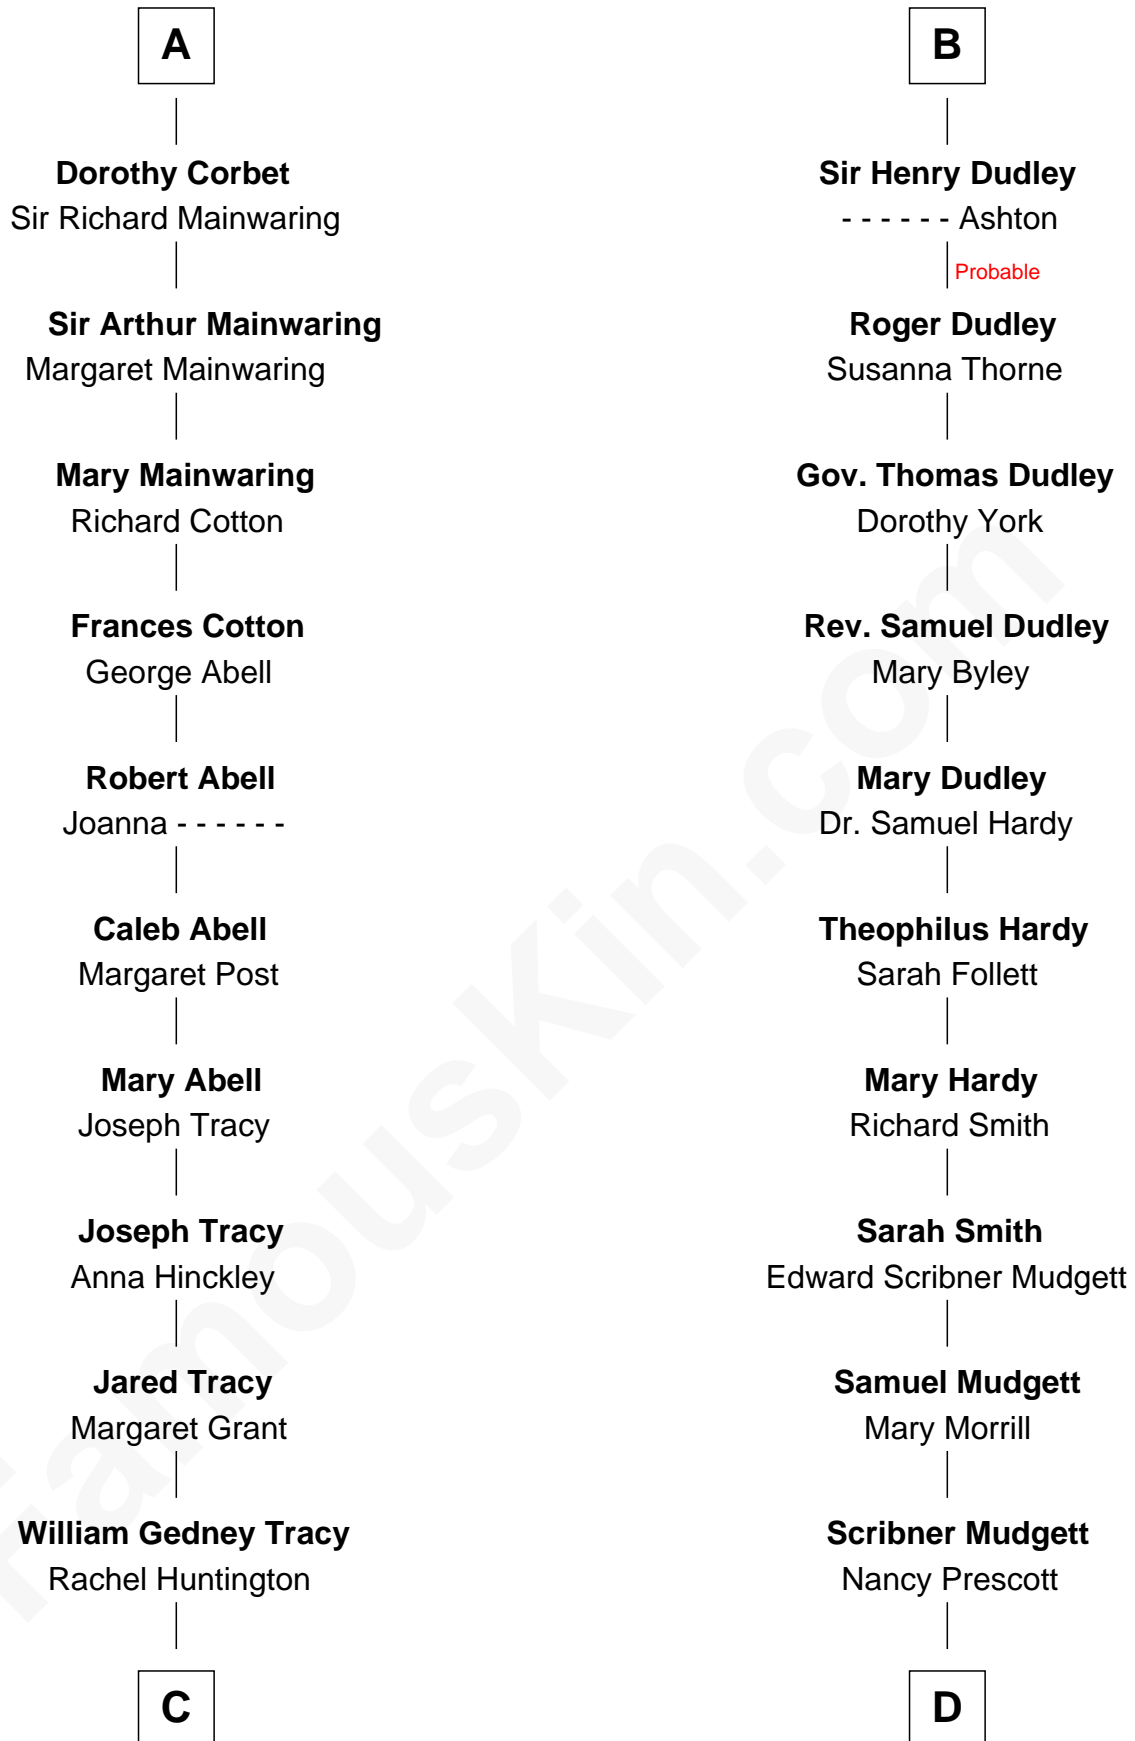 A
Dorothy Corbet
Sir Richard Mainwaring
Sir Arthur Mainwaring
Margaret Mainwaring
Mary Mainwaring
Richard Cotton
Frances Cotton
George Abell
Robert Abell
Joanna - - - - - -
Caleb Abell
Margaret Post
Mary Abell
Joseph Tracy
Joseph Tracy
Anna Hinckley
Jared Tracy
Margaret Grant
William Gedney Tracy
Rachel Huntington
C
B
Sir Henry Dudley
- - - - - - Ashton
Probable
Roger Dudley
Susanna Thorne
Gov. Thomas Dudley
Dorothy York
Rev. Samuel Dudley
Mary Byley
Mary Dudley
Dr. Samuel Hardy
Theophilus Hardy
Sarah Follett
Mary Hardy
Richard Smith
Sarah Smith
Edward Scribner Mudgett
Samuel Mudgett
Mary Morrill
Scribner Mudgett
Nancy Prescott
D
FamousKin.com